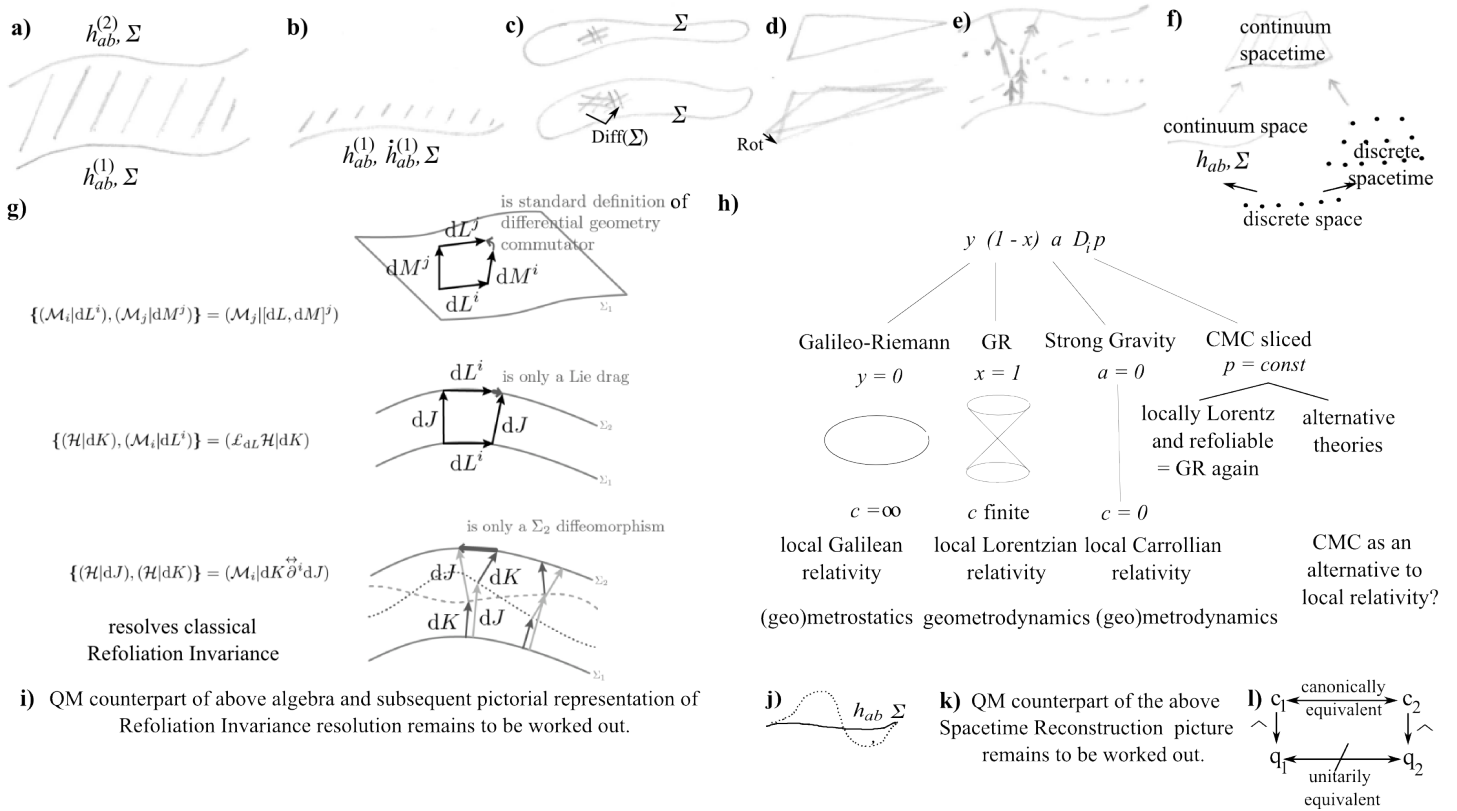 a)
h_{ab}^{(2)}, Σ
h_{ab}^{(1)}, Σ
b)
h_{ab}^{(1)}, ḣ_{ab}^{(1)}, Σ
c)
Σ
Σ
Diff(Σ)
d)
Rot
e)
f)
continuum
spacetime
continuum space
h_{ab}, Σ
discrete
spacetime
discrete space
g)
is standard definition of
differential geometry
commutator
dL^j
dM^j
dM^i
dL^i
Σ_1
{(M_i|dL^i), (M_j|dM^j)} = (M_j|[dL, dM]^j)
dL^i
is only a Lie drag
dJ
dJ
Σ_2
{(H|dK), (M_i|dL^i)} = (£_{dL}H|dK)
dL^i
Σ_1
is only a Σ_2 diffeomorphism
dJ
dK
Σ_2
{(H|dJ), (H|dK)} = (M_i|dK ∂^{↔i} dJ)
dK
dJ
Σ_1
resolves classical
Refoliation Invariance
h)
y (1 - x) a D_i p
Galileo-Riemann
GR
Strong Gravity
CMC sliced
y = 0
x = 1
a = 0
p = const
locally Lorentz
and refoliable
= GR again
alternative
theories
c = ∞
c finite
c = 0
local Galilean
relativity
local Lorentzian
relativity
local Carrollian
relativity
CMC as an
alternative to
local relativity?
(geo)metrostatics
geometrodynamics
(geo)metrodynamics
i) QM counterpart of above algebra and subsequent pictorial representation of
Refoliation Invariance resolution remains to be worked out.
j)
h_{ab} Σ
k) QM counterpart of the above
Spacetime Reconstruction picture
remains to be worked out.
l)
c_1
canonically
equivalent
c_2
^
^
q_1
q_2
unitarily
equivalent